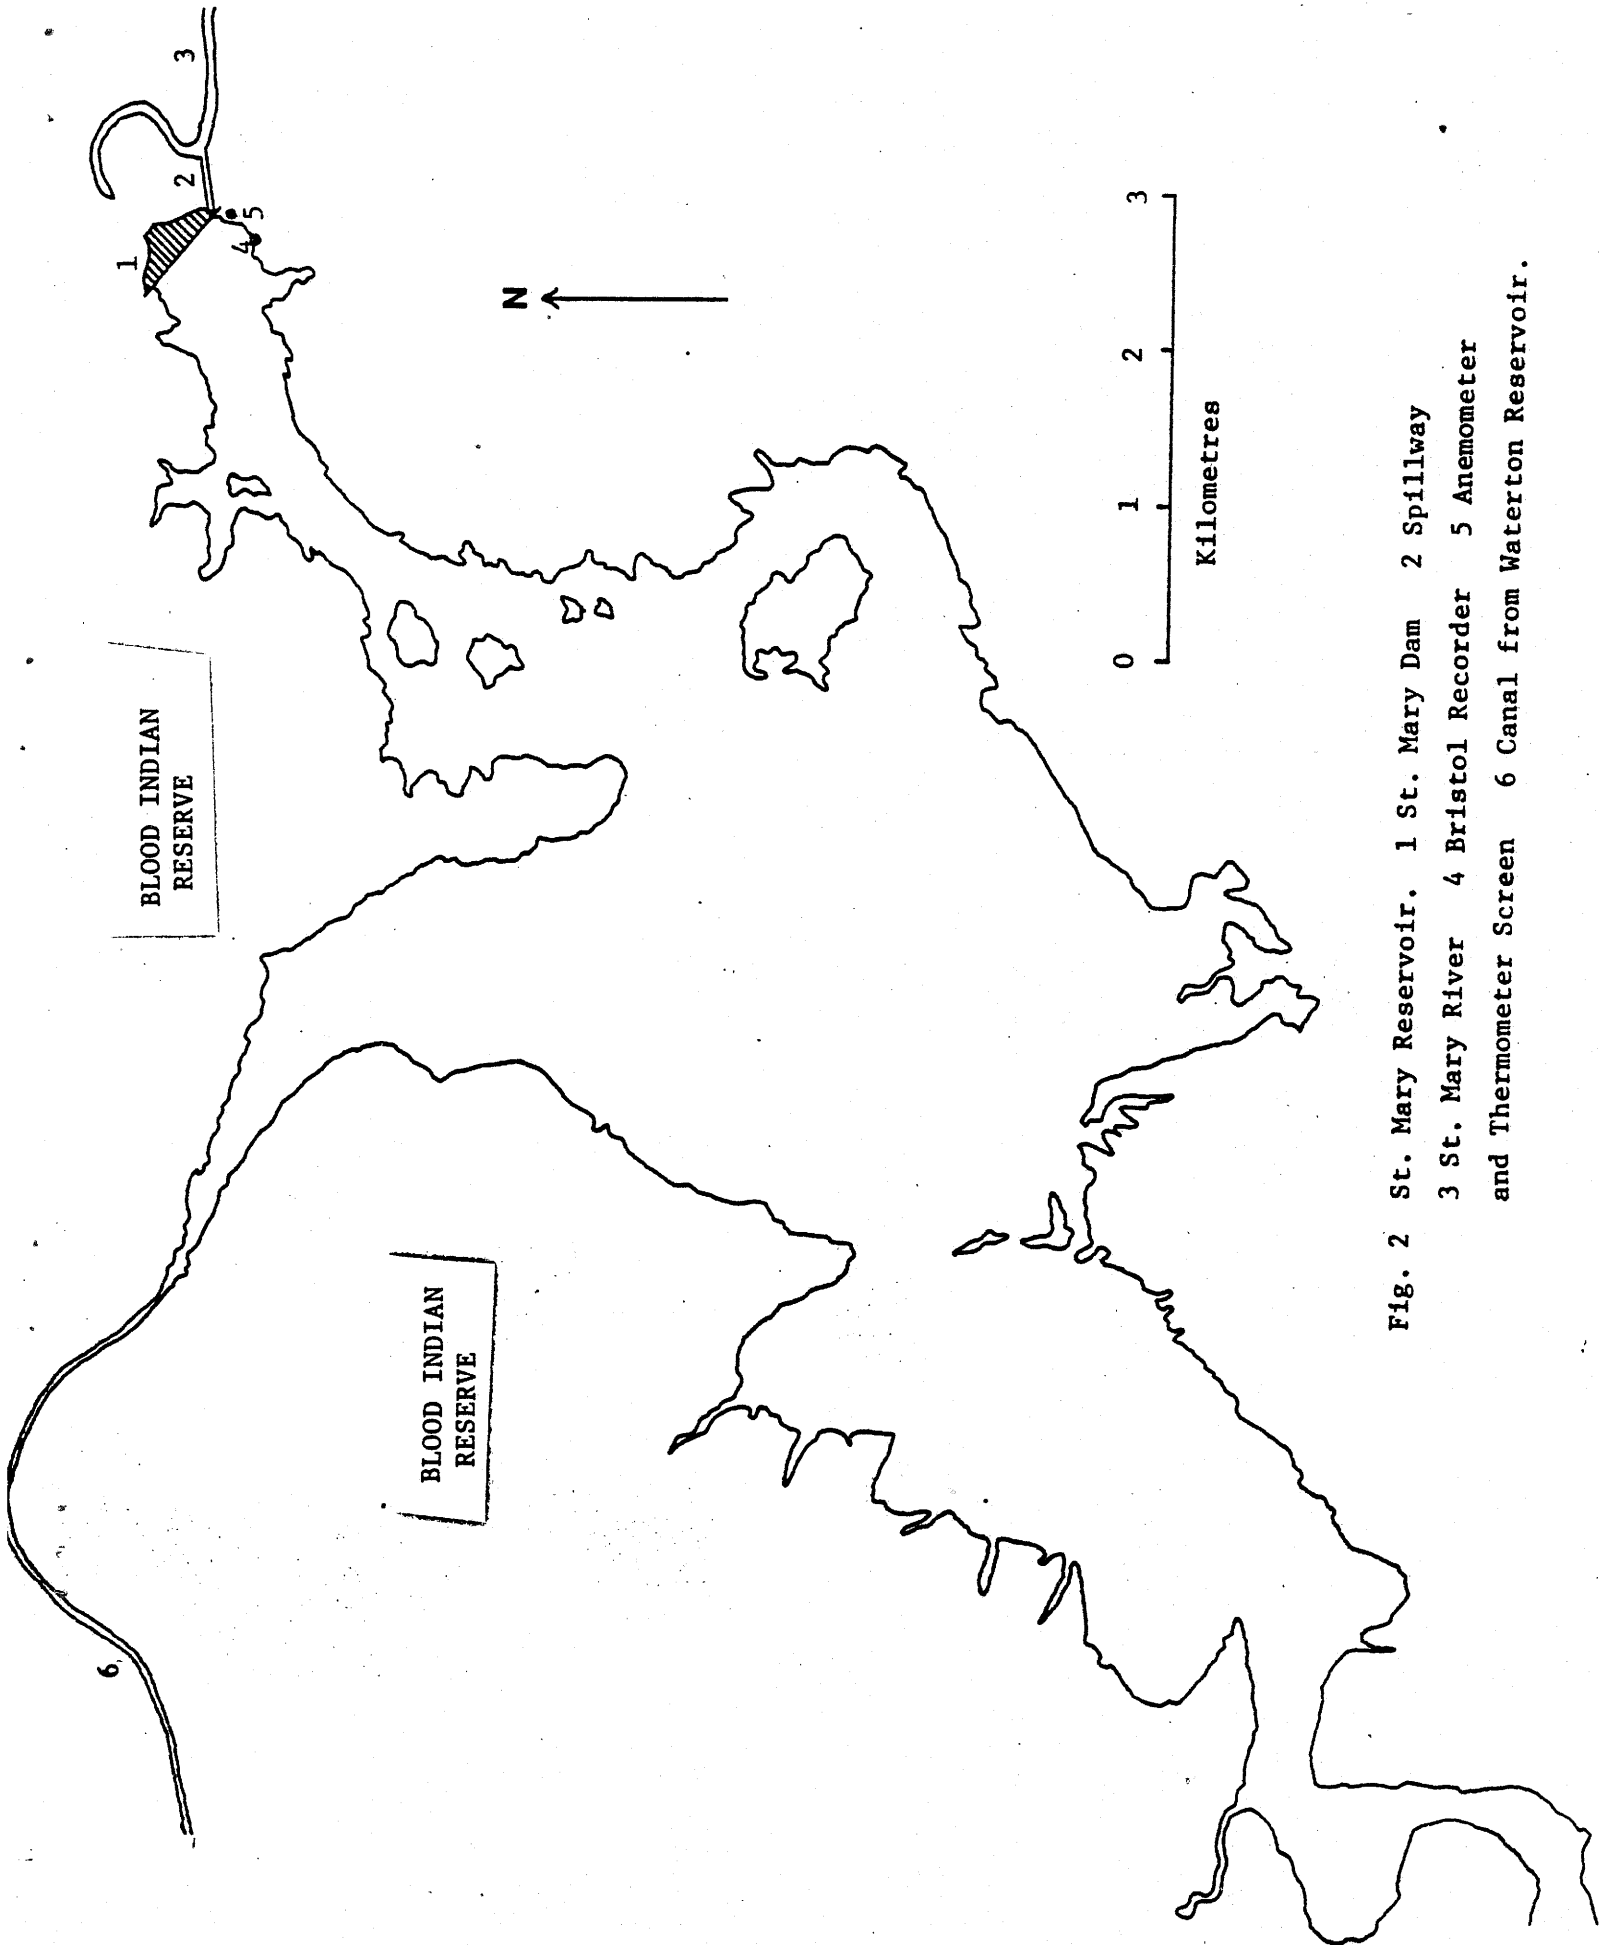 BLOOD INDIAN
RESERVE
BLOOD INDIAN
RESERVE
6
1
2
3
4
5
N
0
1
2
3
Kilometres
Fig. 2 St. Mary Reservoir. 1 St. Mary Dam 2 Spillway
3 St. Mary River 4 Bristol Recorder 5 Anemometer
and Thermometer Screen 6 Canal from Waterton Reservoir.